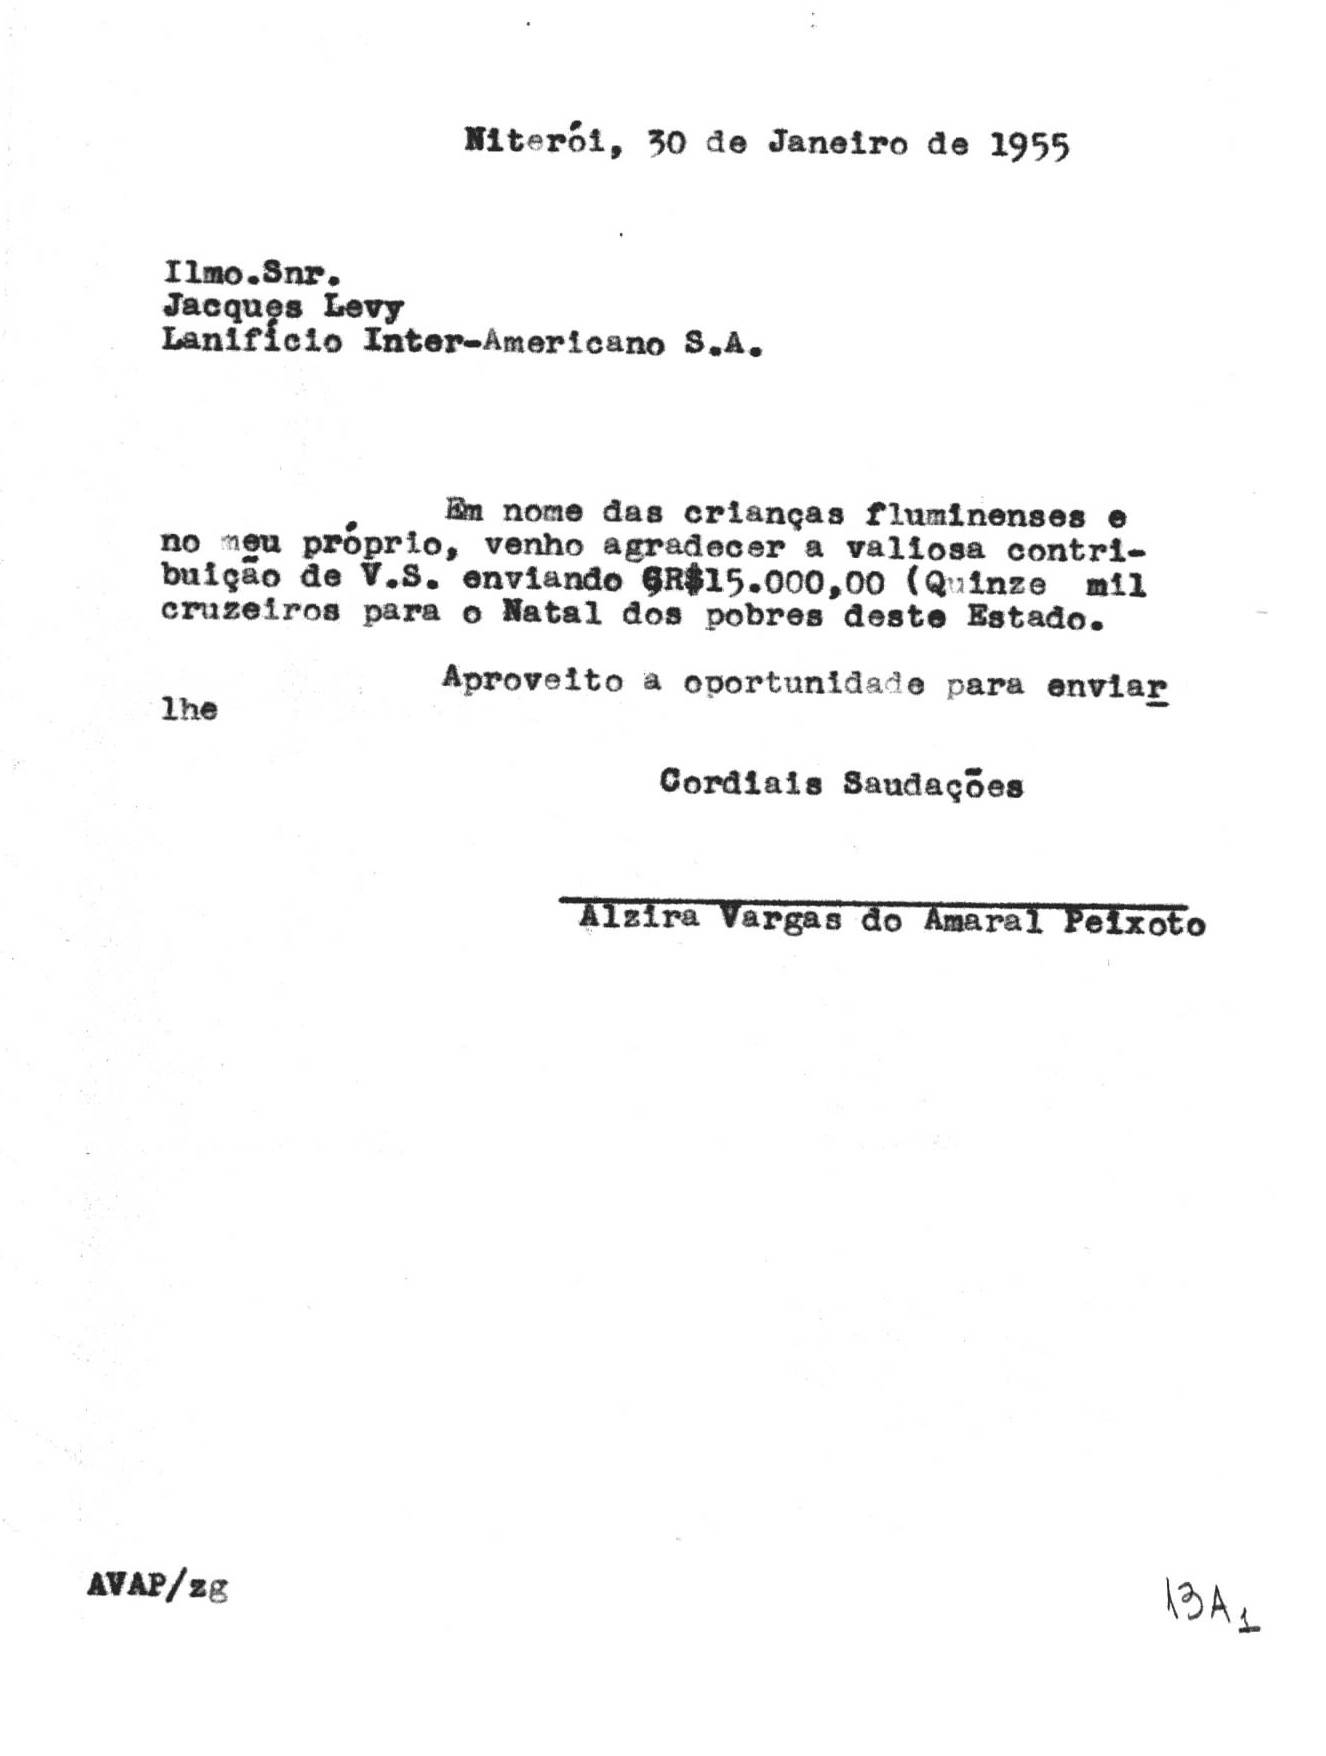 Niterói, 30 de Janeiro de 1955
Ilmo.Snr.
Jacques Levy
Lanifício Inter-Americano S.A.
Em nome das crianças fluminenses e
no meu próprio, venho agradecer a valiosa contri-
buição de V.S. enviando CR$15.000,00 (Quinze mil
cruzeiros para o Natal dos pobres deste Estado.
Aproveito a oportunidade para enviar
lhe
Cordiais Saudações
Alzira Vargas do Amaral Peixoto
AVAP/zg
13A1